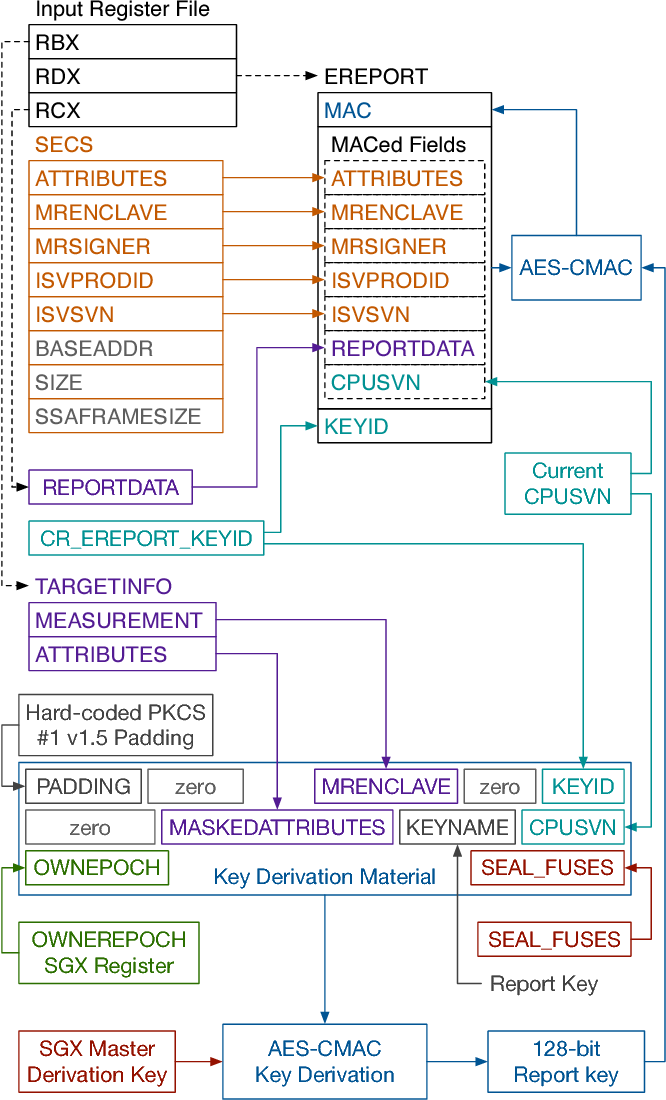 Input Register File
RBX
RDX
RCX
EREPORT
MAC
MACed Fields
ATTRIBUTES
MRENCLAVE
MRSIGNER
ISVPRODID
ISVSVN
REPORTDATA
CPUSVN
KEYID
SECS
ATTRIBUTES
MRENCLAVE
MRSIGNER
ISVPRODID
ISVSVN
BASEADDR
SIZE
SSAFRAMESIZE
AES-CMAC
REPORTDATA
Current
CPUSVN
CR_EREPORT_KEYID
TARGETINFO
MEASUREMENT
ATTRIBUTES
Hard-coded PKCS
#1 v1.5 Padding
PADDING
zero
MRENCLAVE
zero
KEYID
zero
MASKEDATTRIBUTES
KEYNAME
CPUSVN
OWNEPOCH
Key Derivation Material
SEAL_FUSES
OWNEREPOCH
SGX Register
SEAL_FUSES
Report Key
SGX Master
Derivation Key
AES-CMAC
Key Derivation
128-bit
Report key